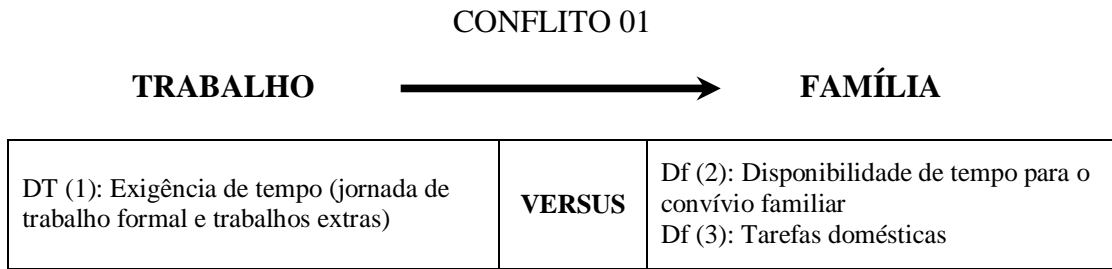 CONFLITO 01
TRABALHO FAMÍLIA
DT (1): Exigência de tempo (jornada de
trabalho formal e trabalhos extras)
VERSUS
Df (2): Disponibilidade de tempo para o
convívio familiar
Df (3): Tarefas domésticas